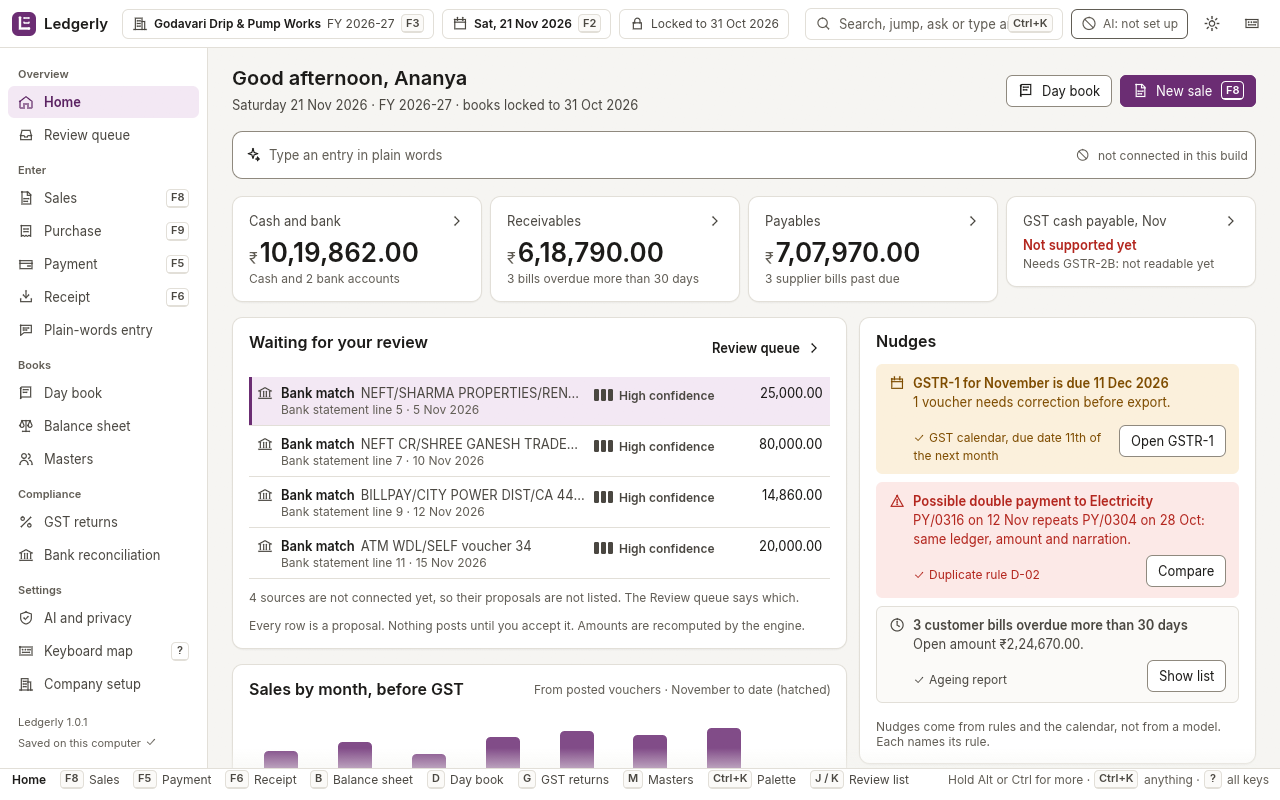 Ledgerly
Godavari Drip & Pump Works FY 2026-27 F3
Sat, 21 Nov 2026 F2
Locked to 31 Oct 2026
Search, jump, ask or type a Ctrl+K
AI: not set up
Overview
Home
Review queue
Enter
Sales F8
Purchase F9
Payment F5
Receipt F6
Plain-words entry
Books
Day book
Balance sheet
Masters
Compliance
GST returns
Bank reconciliation
Settings
AI and privacy
Keyboard map ?
Company setup
Ledgerly 1.0.1
Saved on this computer
Good afternoon, Ananya
Saturday 21 Nov 2026 · FY 2026-27 · books locked to 31 Oct 2026
Day book
New sale F8
Type an entry in plain words
not connected in this build
Cash and bank
₹10,19,862.00
Cash and 2 bank accounts
Receivables
₹6,18,790.00
3 bills overdue more than 30 days
Payables
₹7,07,970.00
3 supplier bills past due
GST cash payable, Nov
Not supported yet
Needs GSTR-2B: not readable yet
Waiting for your review
Review queue
Bank match NEFT/SHARMA PROPERTIES/REN... High confidence 25,000.00
Bank statement line 5 · 5 Nov 2026
Bank match NEFT CR/SHREE GANESH TRADE... High confidence 80,000.00
Bank statement line 7 · 10 Nov 2026
Bank match BILLPAY/CITY POWER DIST/CA 44... High confidence 14,860.00
Bank statement line 9 · 12 Nov 2026
Bank match ATM WDL/SELF voucher 34 High confidence 20,000.00
Bank statement line 11 · 15 Nov 2026
4 sources are not connected yet, so their proposals are not listed. The Review queue says which.
Every row is a proposal. Nothing posts until you accept it. Amounts are recomputed by the engine.
Sales by month, before GST
From posted vouchers · November to date (hatched)
Nudges
GSTR-1 for November is due 11 Dec 2026
1 voucher needs correction before export.
✓ GST calendar, due date 11th of
the next month
Open GSTR-1
Possible double payment to Electricity
PY/0316 on 12 Nov repeats PY/0304 on 28 Oct:
same ledger, amount and narration.
✓ Duplicate rule D-02
Compare
3 customer bills overdue more than 30 days
Open amount ₹2,24,670.00.
✓ Ageing report
Show list
Nudges come from rules and the calendar, not from a model.
Each names its rule.
Home F8 Sales F5 Payment F6 Receipt B Balance sheet D Day book G GST returns M Masters Ctrl+K Palette J / K Review list Hold Alt or Ctrl for more · Ctrl+K anything · ? all keys